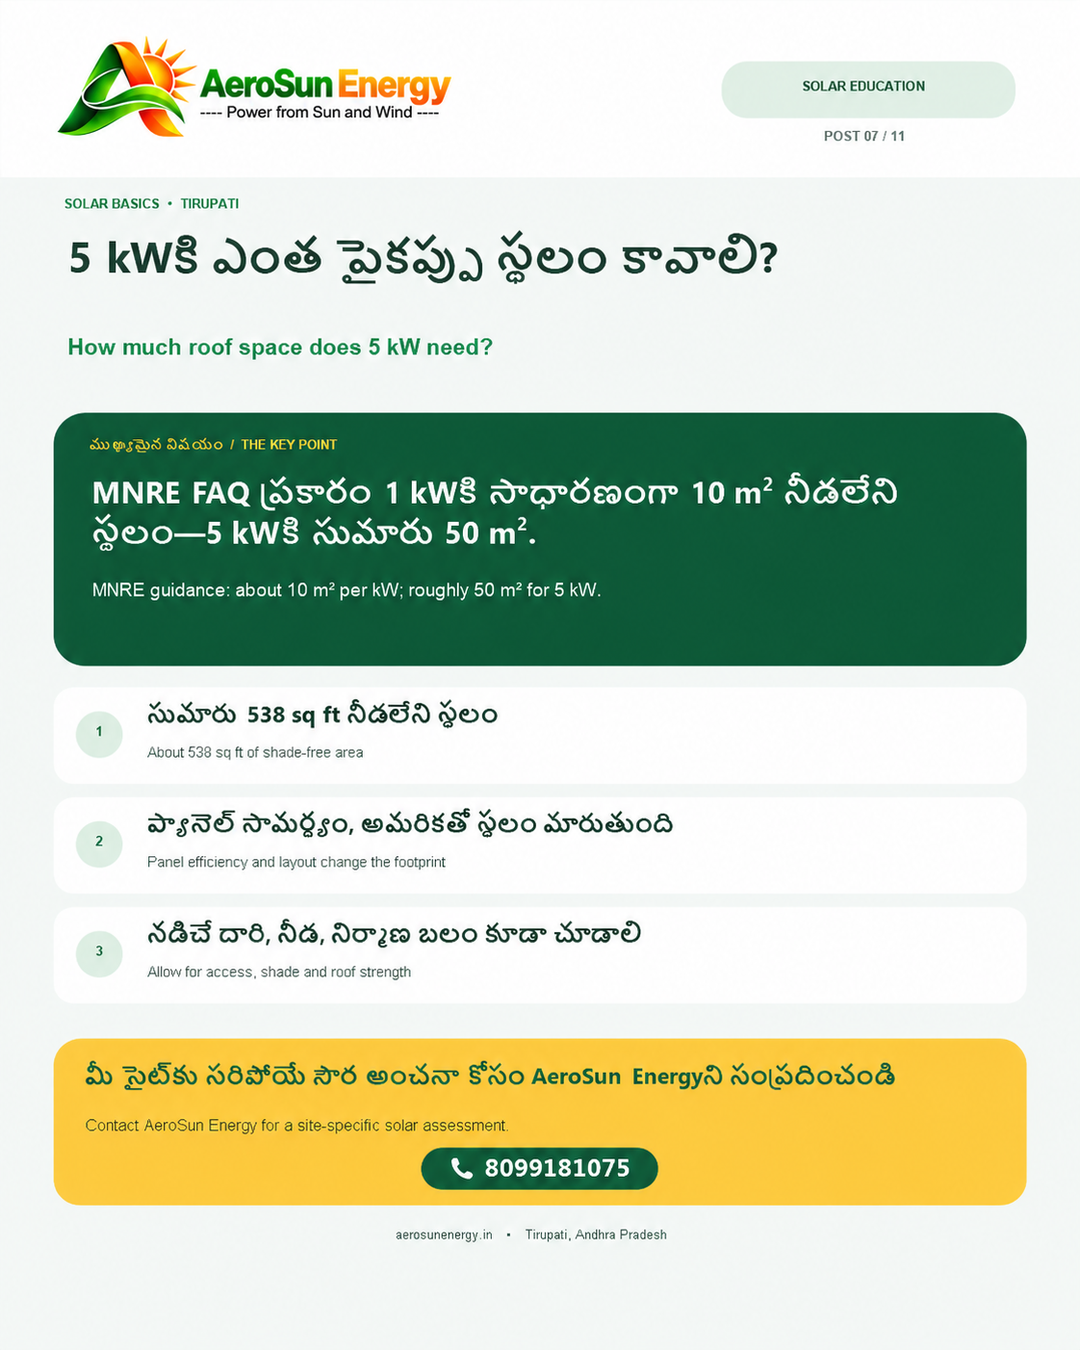 AeroSun Energy
---- Power from Sun and Wind ----
SOLAR EDUCATION
POST 07 / 11
SOLAR BASICS • TIRUPATI
5 kWకి ఎంత పైకప్పు స్థలం కావాలి?
How much roof space does 5 kW need?
ముఖ్యమైన విషయం / THE KEY POINT
MNRE FAQ ప్రకారం 1 kWకి సాధారణంగా 10 m² నీడలేని
స్థలం—5 kWకి సుమారు 50 m².
MNRE guidance: about 10 m² per kW; roughly 50 m² for 5 kW.
1
సుమారు 538 sq ft నీడలేని స్థలం
About 538 sq ft of shade-free area
2
ప్యానెల్ సామర్థ్యం, అమరికతో స్థలం మారుతుంది
Panel efficiency and layout change the footprint
3
నడిచే దారి, నీడ, నిర్మాణ బలం కూడా చూడాలి
Allow for access, shade and roof strength
మీ సైట్‌కు సరిపోయే సౌర అంచనా కోసం AeroSun Energyని సంప్రదించండి
Contact AeroSun Energy for a site-specific solar assessment.
8099181075
aerosunenergy.in • Tirupati, Andhra Pradesh